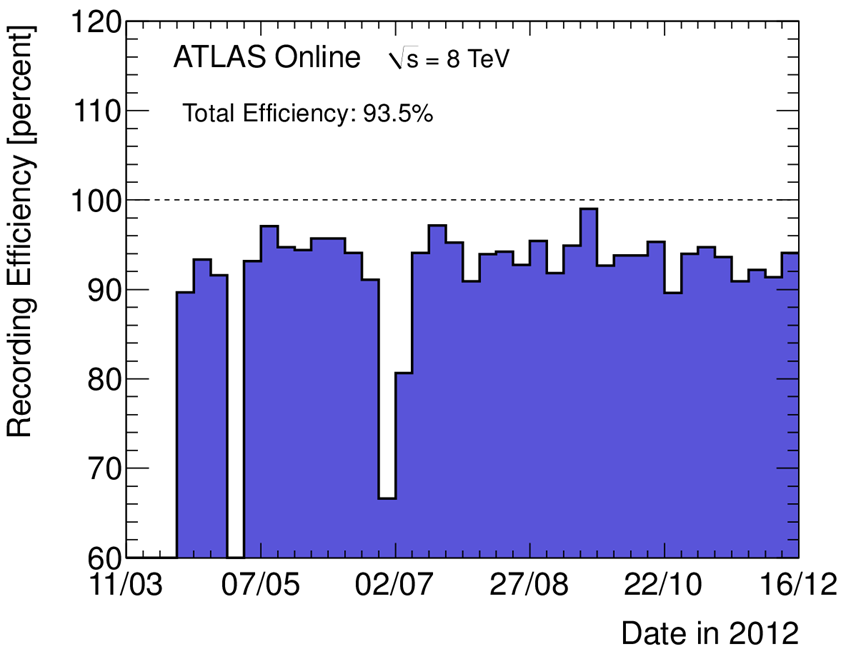 Recording Efficiency [percent]
120
110
100
90
80
70
60
ATLAS Online √s = 8 TeV
Total Efficiency: 93.5%
11/03 07/05 02/07 27/08 22/10 16/12
Date in 2012